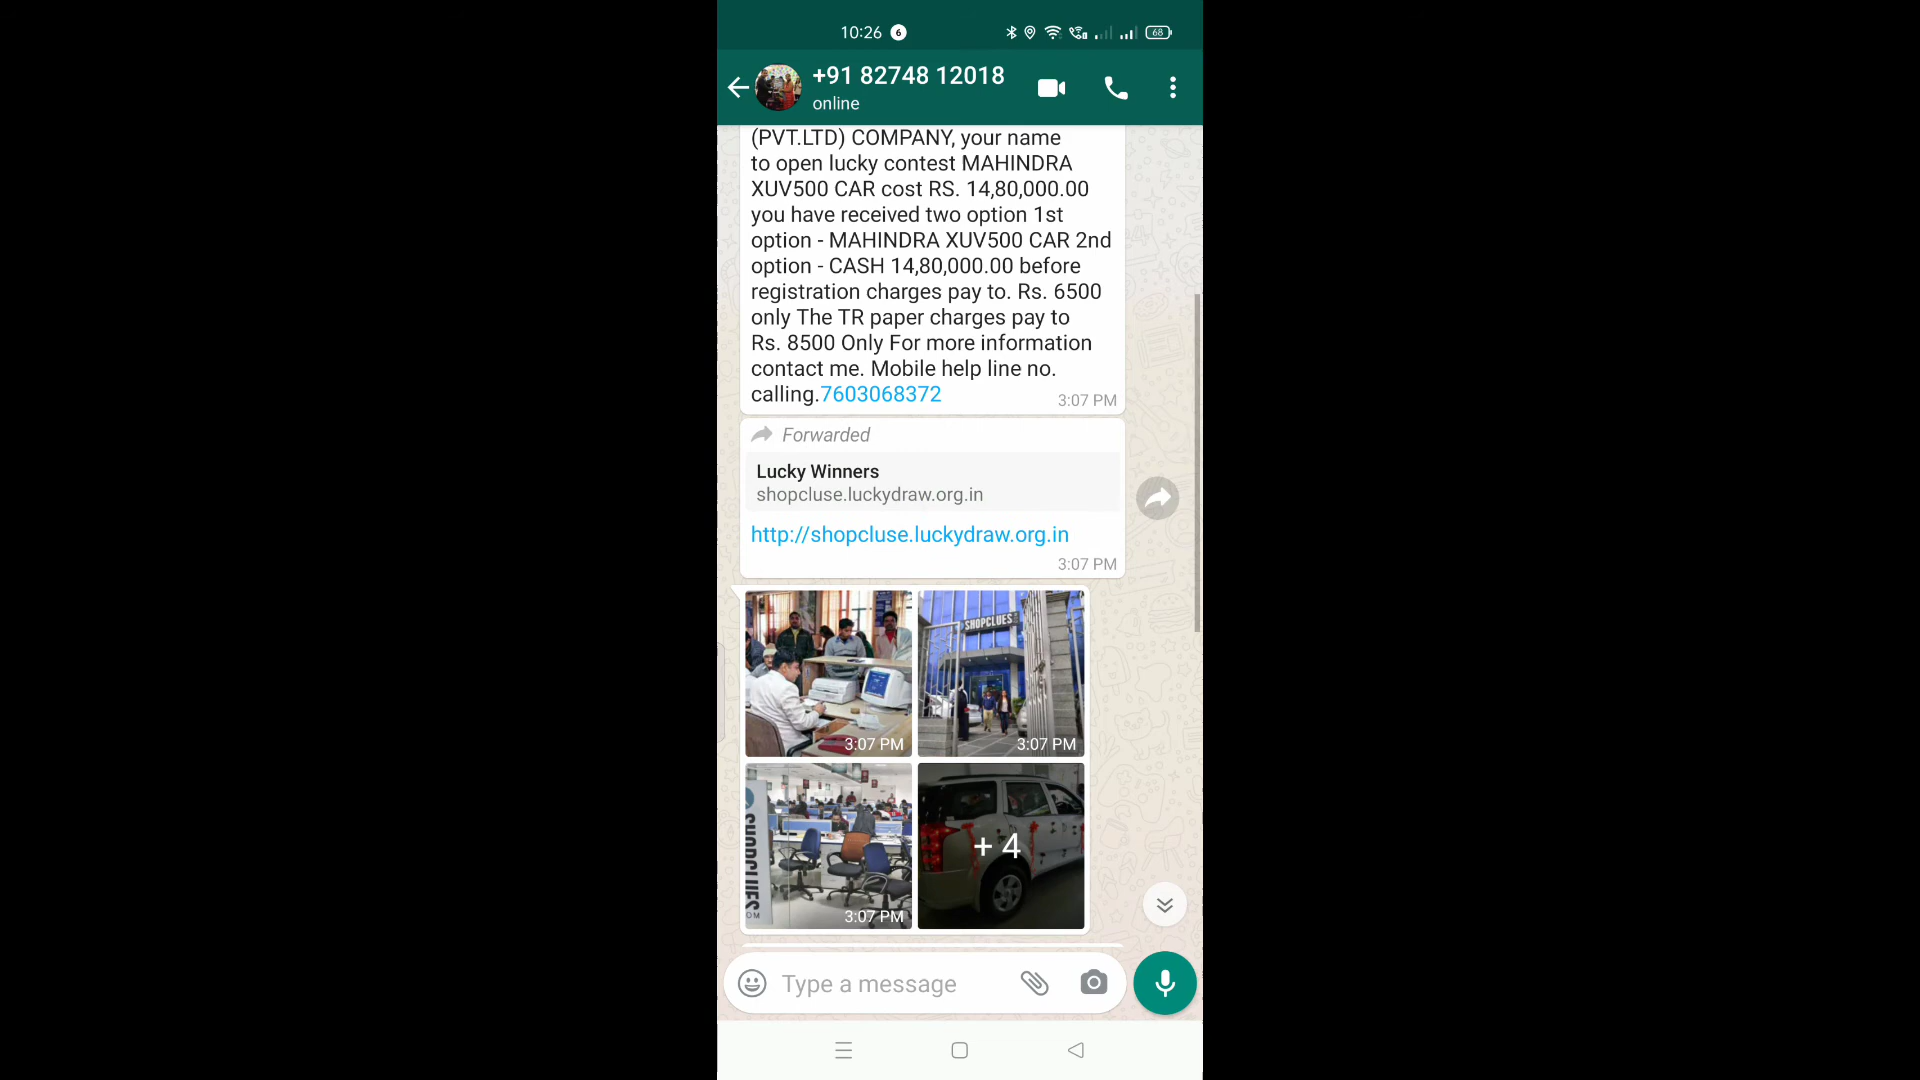 10:26 6
68
+91 82748 12018
online
(PVT.LTD) COMPANY, your name
to open lucky contest MAHINDRA
XUV500 CAR cost RS. 14,80,000.00
you have received two option 1st
option - MAHINDRA XUV500 CAR 2nd
option - CASH 14,80,000.00 before
registration charges pay to. Rs. 6500
only The TR paper charges pay to
Rs. 8500 Only For more information
contact me. Mobile help line no.
calling.7603068372
3:07 PM
Forwarded
Lucky Winners
shopcluse.luckydraw.org.in
http://shopcluse.luckydraw.org.in
3:07 PM
SHOPCLUES
3:07 PM
3:07 PM
SHOPCLUES
3:07 PM
+ 4
Type a message